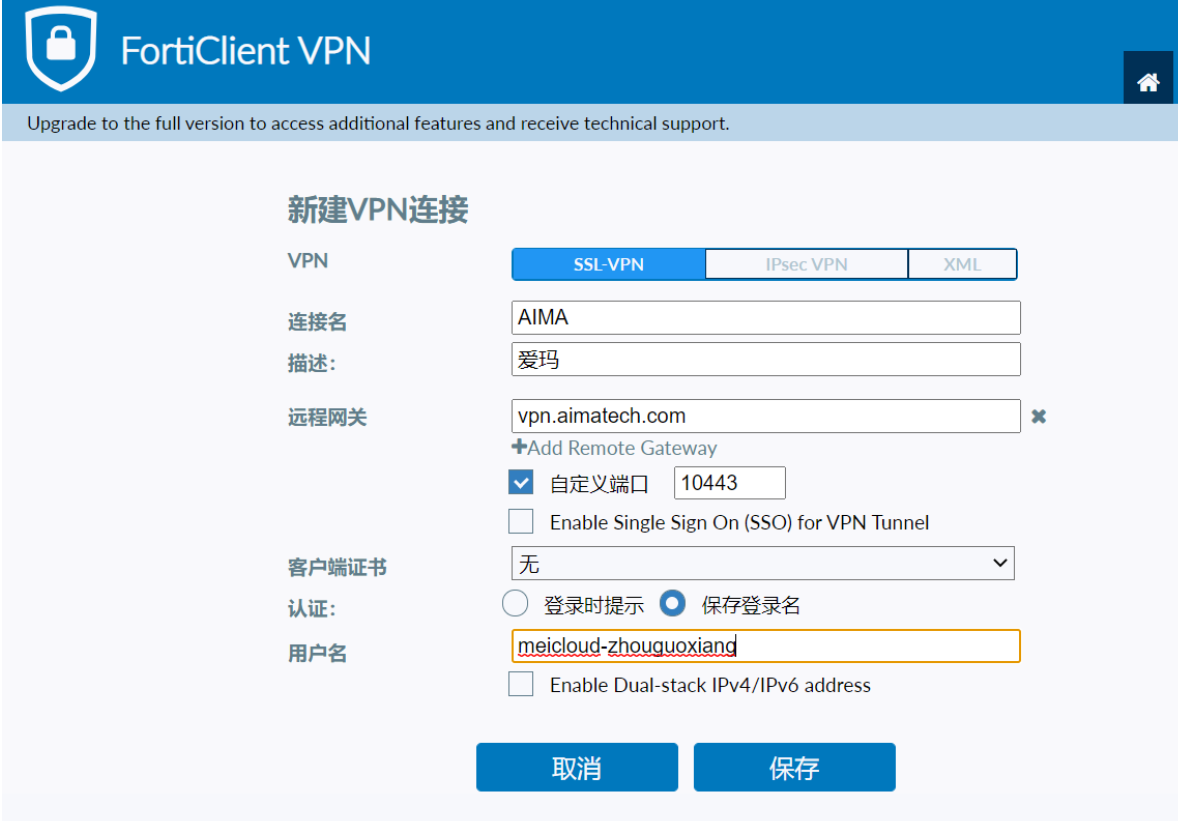 FortiClient VPN
Upgrade to the full version to access additional features and receive technical support.
新建VPN连接
VPN SSL-VPN IPsec VPN XML
连接名 AIMA
描述: 爱玛
远程网关 vpn.aimatech.com
Add Remote Gateway
自定义端口 10443
Enable Single Sign On (SSO) for VPN Tunnel
客户端证书 无
认证: 登录时提示 保存登录名
用户名 meicloud-zhouguoxiang
Enable Dual-stack IPv4/IPv6 address
取消 保存